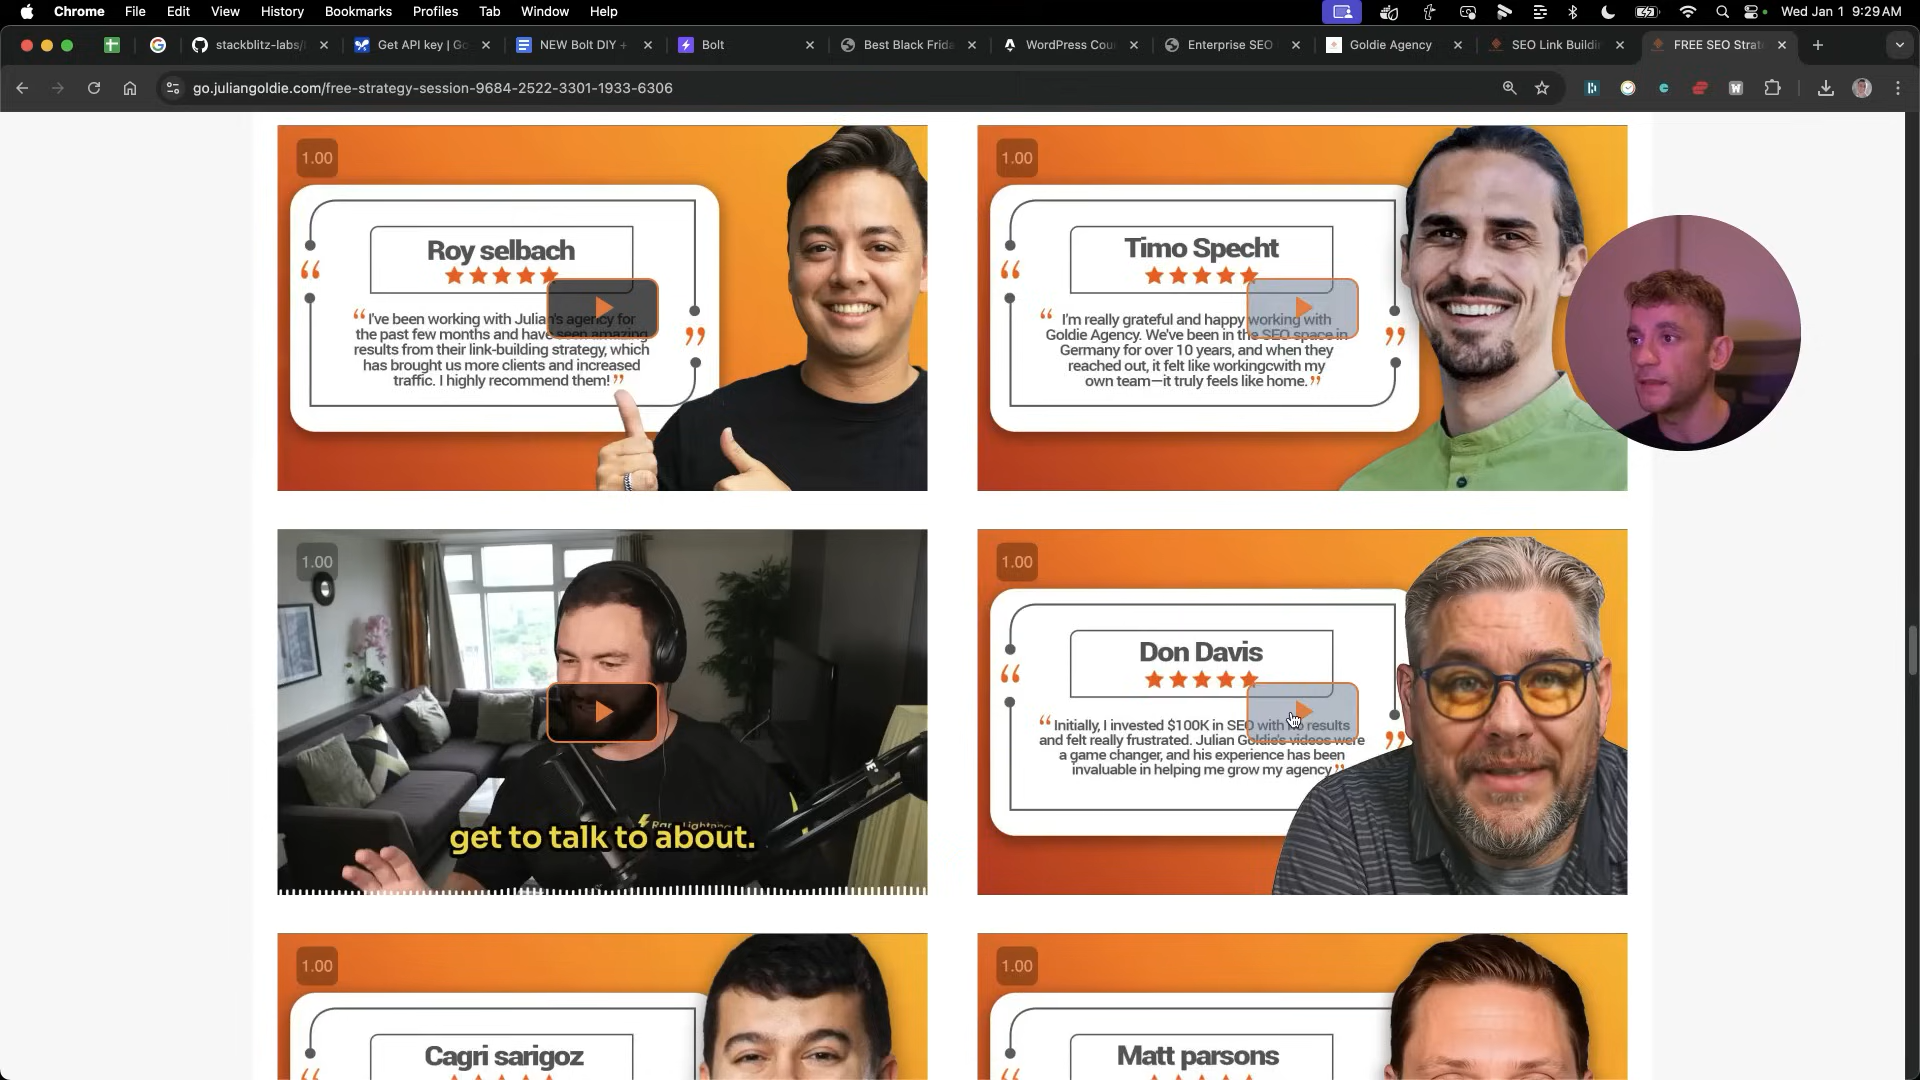 Chrome File Edit View History Bookmarks Profiles Tab Window Help Wed Jan 1 9:29 AM
stackblitz-labs/ Get API key | Go NEW Bolt DIY + Bolt Best Black Frida WordPress Cou Enterprise SEO Goldie Agency SEO Link Buildi FREE SEO Strat
go.juliangoldie.com/free-strategy-session-9684-2522-3301-1933-6306
1.00
Roy selbach
“ I've been working with Julian's agency for
the past few months and have seen amazing
results from their link-building strategy, which
has brought us more clients and increased
traffic. I highly recommend them! ”
1.00
Timo Specht
“ I'm really grateful and happy working with
Goldie Agency. We've been in the SEO space in
Germany for over 10 years, and when they
reached out, it felt like workingcwith my
own team—it truly feels like home. ”
1.00
get to talk to about.
1.00
Don Davis
“ Initially, I invested $100K in SEO with no results
and felt really frustrated. Julian Goldie's videos were
a game changer, and his experience has been
invaluable in helping me grow my agency ”
1.00
Cagri sarigoz
1.00
Matt parsons